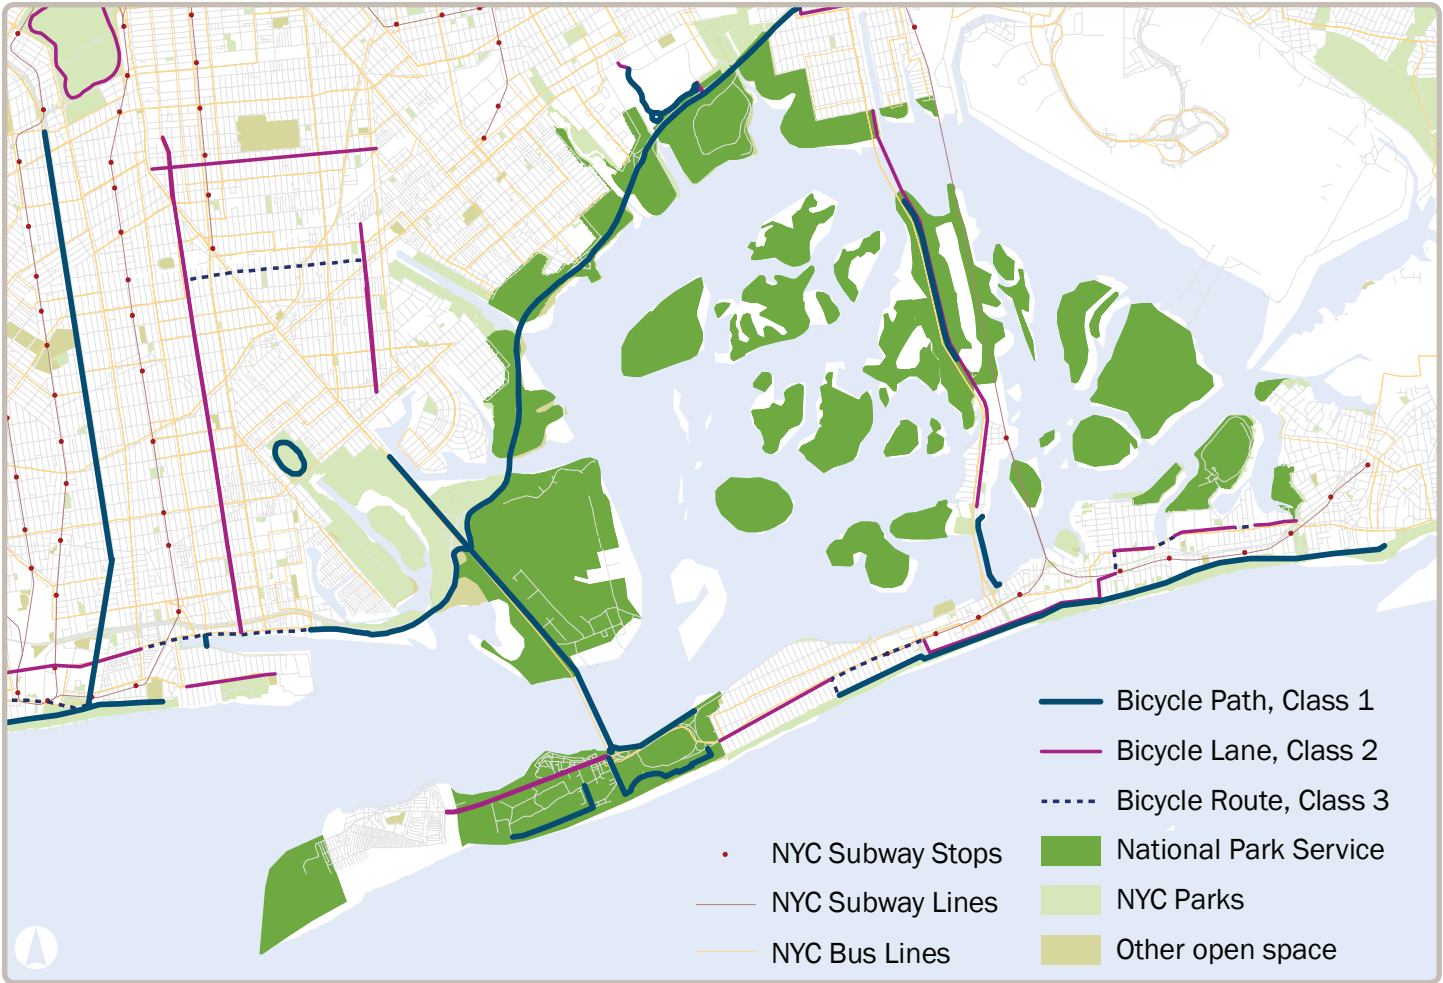 Bicycle Path, Class 1
Bicycle Lane, Class 2
Bicycle Route, Class 3
National Park Service
NYC Parks
Other open space
NYC Subway Stops
NYC Subway Lines
NYC Bus Lines